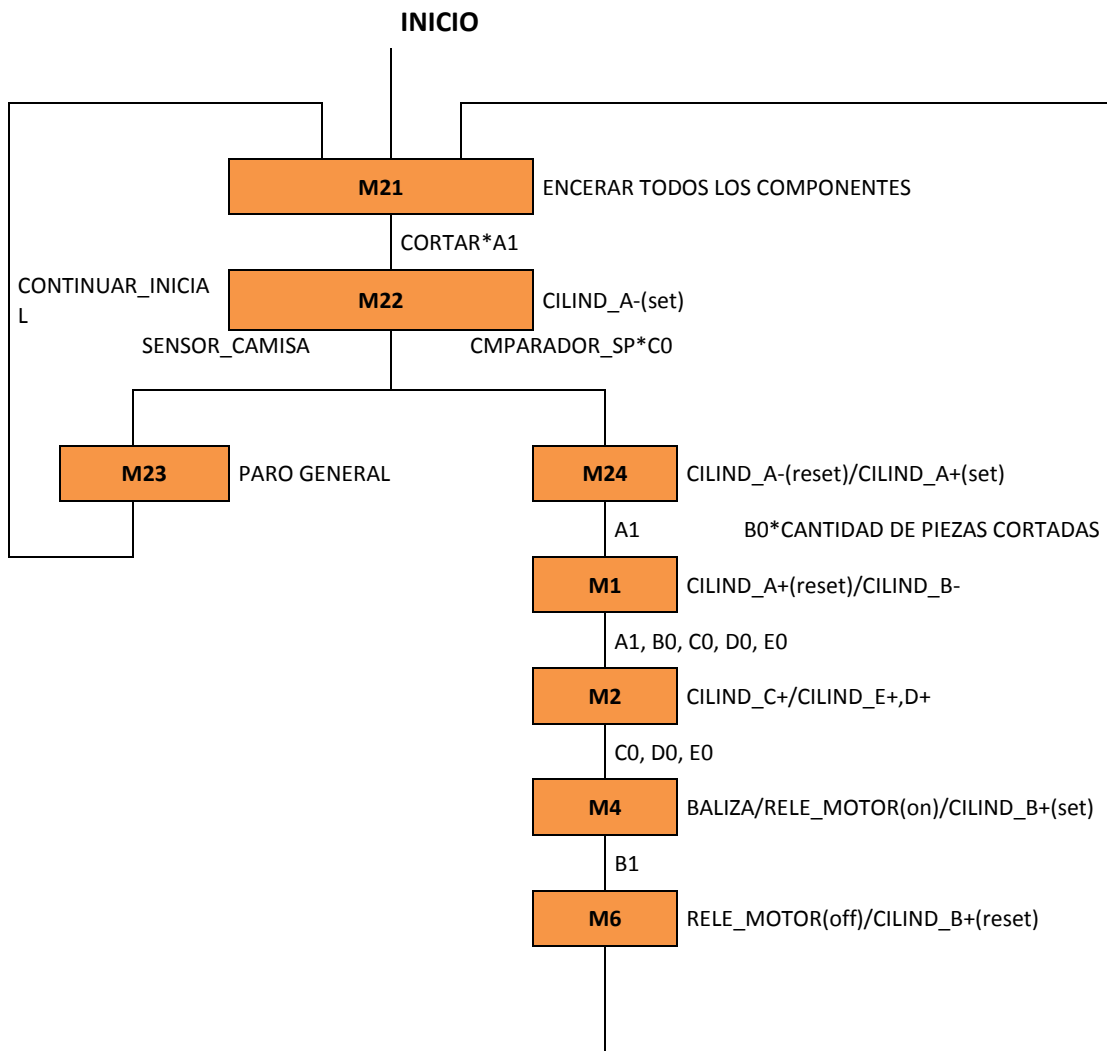 INICIO
M21
ENCERAR TODOS LOS COMPONENTES
CORTAR*A1
CONTINUAR_INICIA
L
M22
CILIND_A-(set)
SENSOR_CAMISA
CMPARADOR_SP*C0
M23
PARO GENERAL
M24
CILIND_A-(reset)/CILIND_A+(set)
A1
B0*CANTIDAD DE PIEZAS CORTADAS
M1
CILIND_A+(reset)/CILIND_B-
A1, B0, C0, D0, E0
M2
CILIND_C+/CILIND_E+,D+
C0, D0, E0
M4
BALIZA/RELE_MOTOR(on)/CILIND_B+(set)
B1
M6
RELE_MOTOR(off)/CILIND_B+(reset)